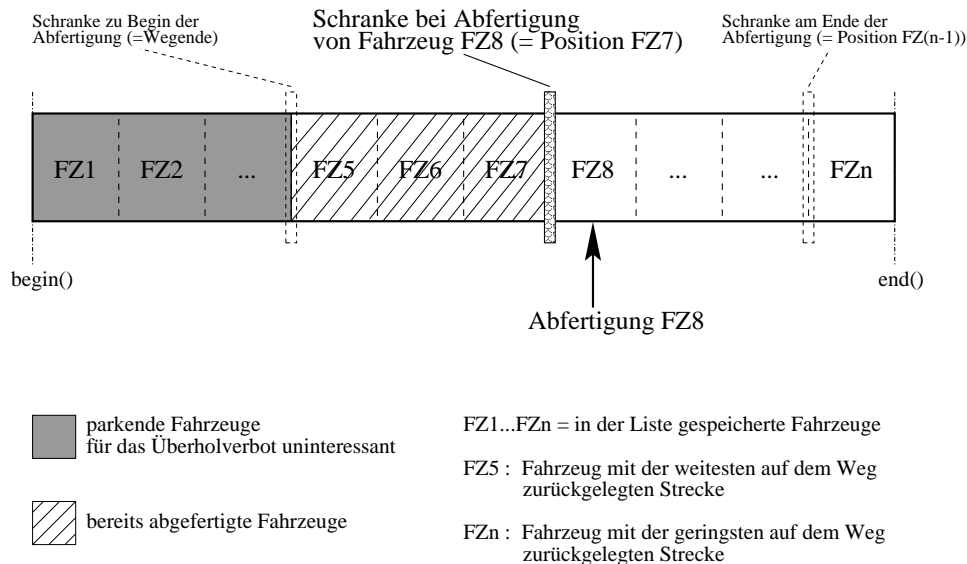 Schranke zu Begin der
Abfertigung (=Wegende)
Schranke bei Abfertigung
von Fahrzeug FZ8 (= Position FZ7)
Schranke am Ende der
Abfertigung (= Position FZ(n-1))
FZ1 FZ2 ... FZ5 FZ6 FZ7 FZ8 ... ... FZn
begin() end()
Abfertigung FZ8
parkende Fahrzeuge
für das Überholverbot uninteressant
bereits abgefertigte Fahrzeuge
FZ1...FZn = in der Liste gespeicherte Fahrzeuge
FZ5 : Fahrzeug mit der weitesten auf dem Weg
zurückgelegten Strecke
FZn : Fahrzeug mit der geringsten auf dem Weg
zurückgelegten Strecke